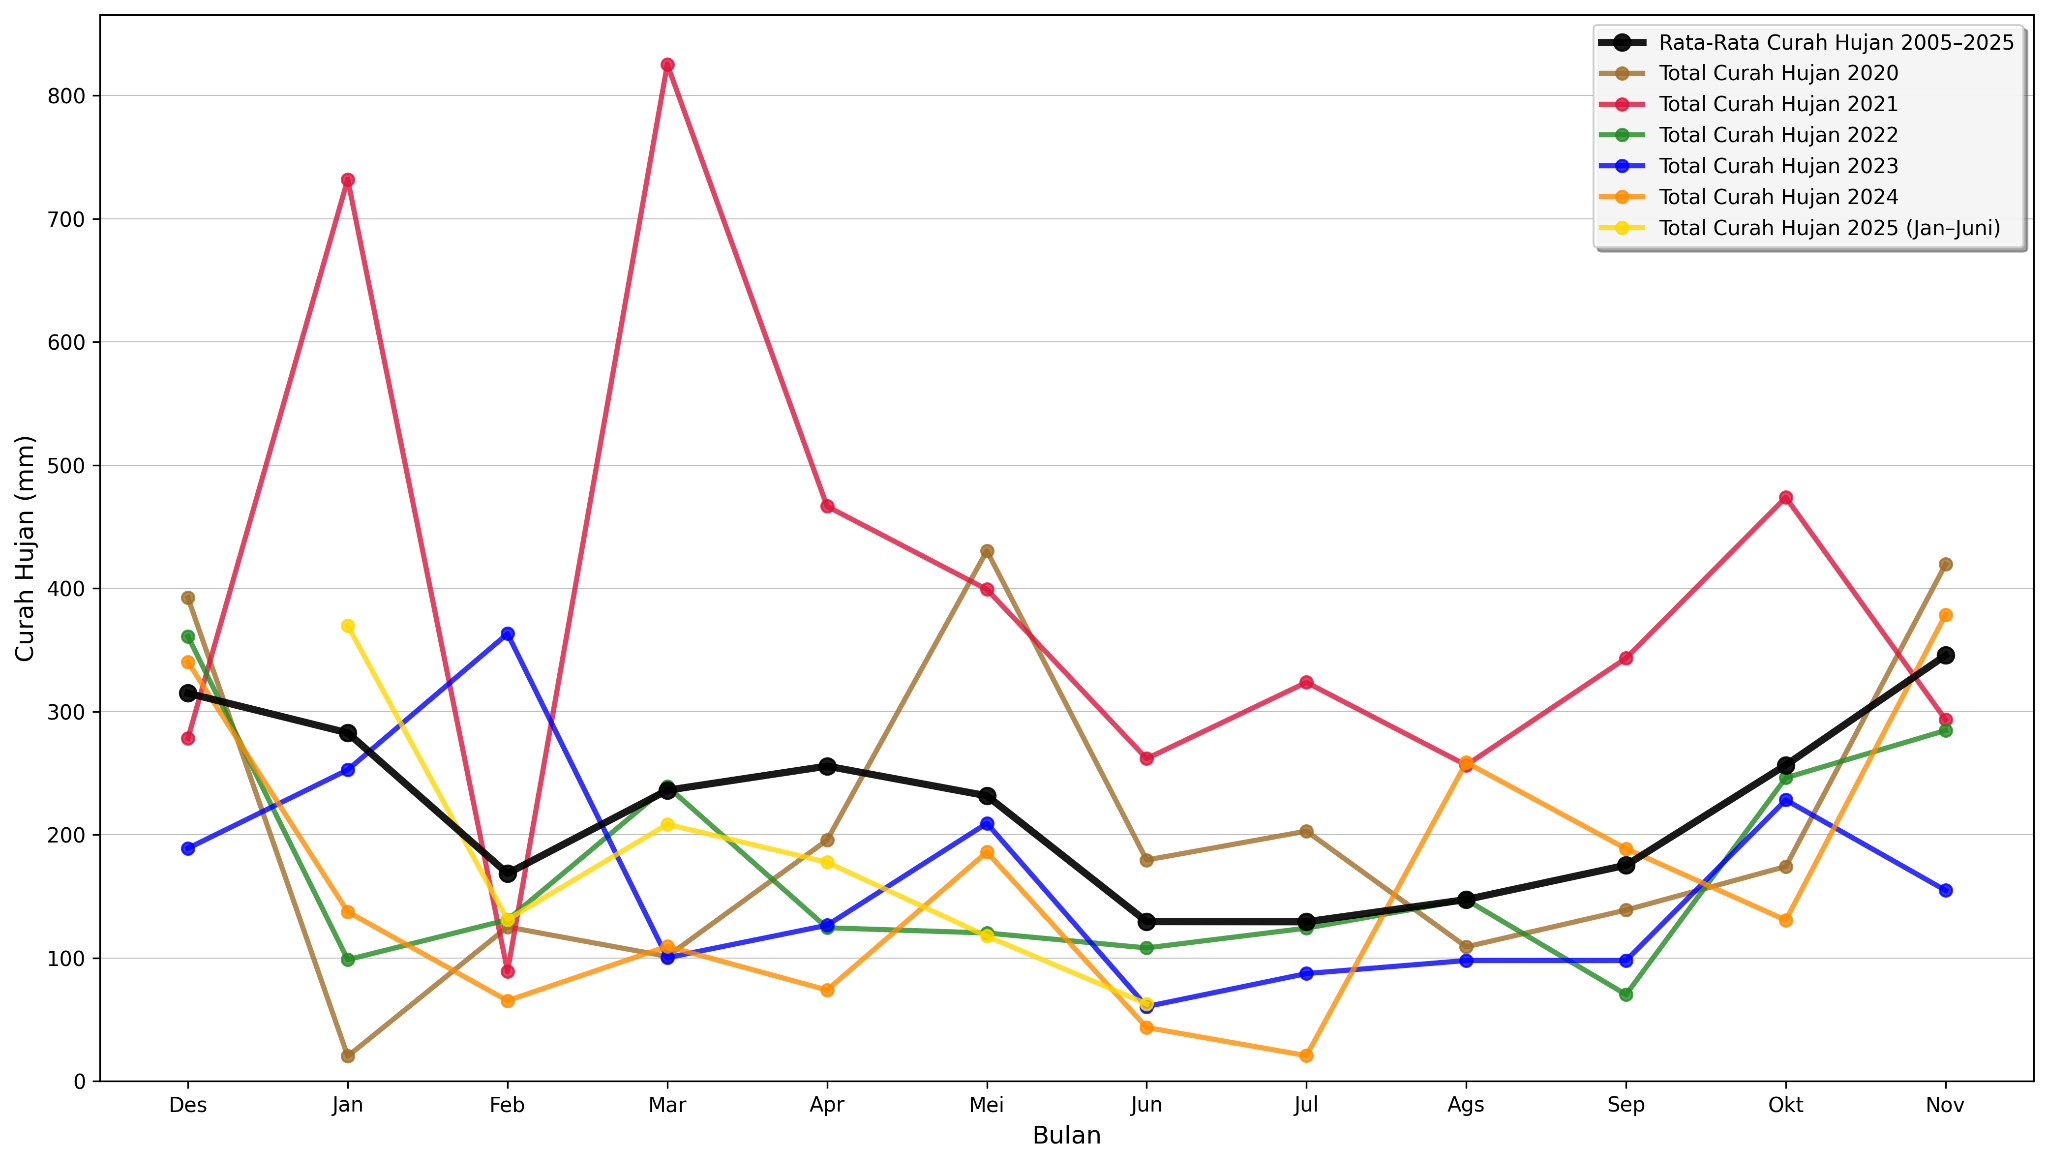 Rata-Rata Curah Hujan 2005–2025
Total Curah Hujan 2020
Total Curah Hujan 2021
Total Curah Hujan 2022
Total Curah Hujan 2023
Total Curah Hujan 2024
Total Curah Hujan 2025 (Jan–Juni)
Curah Hujan (mm)
800
700
600
500
400
300
200
100
0
Des Jan Feb Mar Apr Mei Jun Jul Ags Sep Okt Nov
Bulan